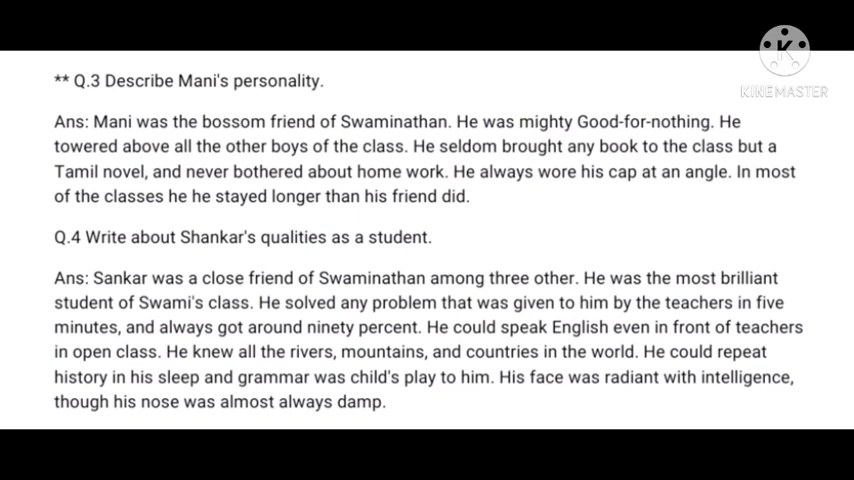 KINEMASTER
** Q.3 Describe Mani's personality.
Ans: Mani was the bossom friend of Swaminathan. He was mighty Good-for-nothing. He
towered above all the other boys of the class. He seldom brought any book to the class but a
Tamil novel, and never bothered about home work. He always wore his cap at an angle. In most
of the classes he he stayed longer than his friend did.
Q.4 Write about Shankar's qualities as a student.
Ans: Sankar was a close friend of Swaminathan among three other. He was the most brilliant
student of Swami's class. He solved any problem that was given to him by the teachers in five
minutes, and always got around ninety percent. He could speak English even in front of teachers
in open class. He knew all the rivers, mountains, and countries in the world. He could repeat
history in his sleep and grammar was child's play to him. His face was radiant with intelligence,
though his nose was almost always damp.